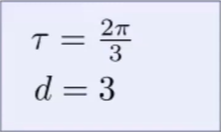 τ = 2π/3
d = 3